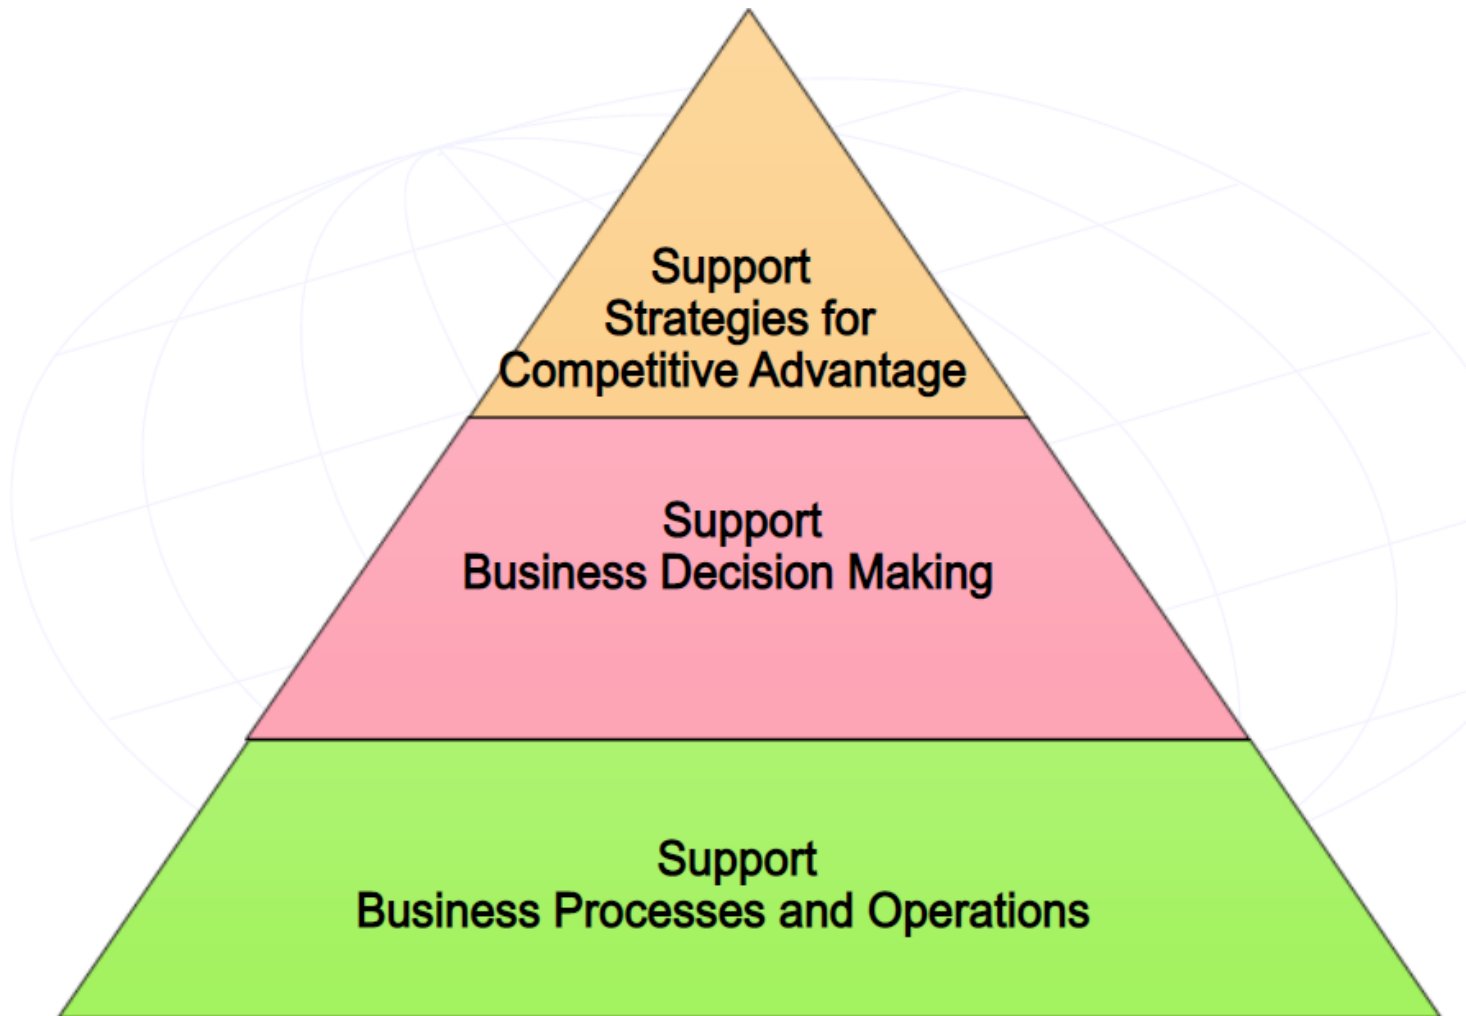 Support
Strategies for
Competitive Advantage
Support
Business Decision Making
Support
Business Processes and Operations